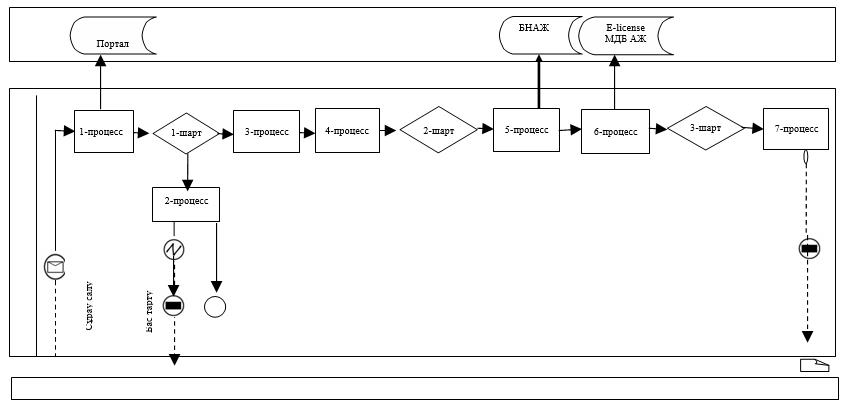 Портал
БНАЖ
E-license
МДБ АЖ
1-процесс
1-шарт
3-процесс
4-процесс
2-шарт
5-процесс
6-процесс
3-шарт
7-процесс
2-процесс
Сұрау салу
Бас тарту